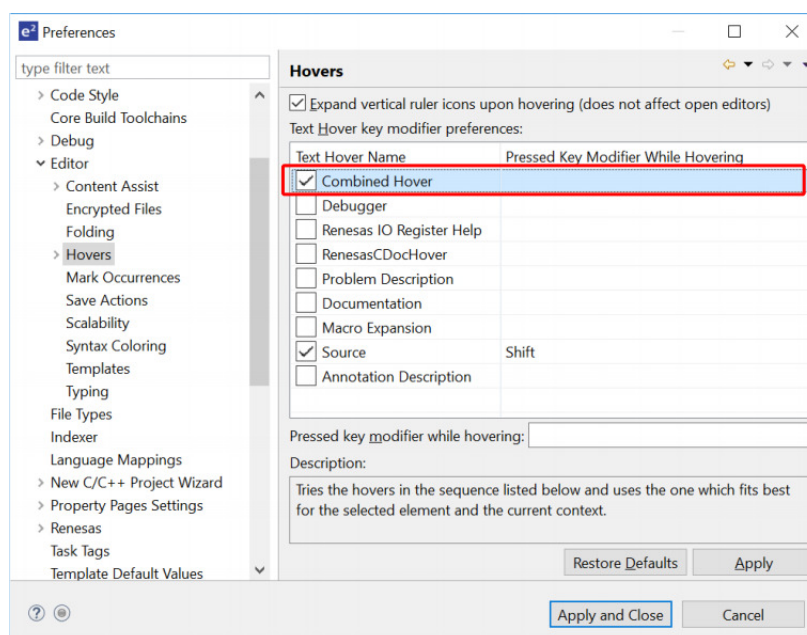 e² Preferences
type filter text
> Code Style
Core Build Toolchains
> Debug
Editor
> Content Assist
Encrypted Files
Folding
> Hovers
Mark Occurrences
Save Actions
Scalability
Syntax Coloring
Templates
Typing
File Types
Indexer
Language Mappings
> New C/C++ Project Wizard
> Property Pages Settings
> Renesas
Task Tags
Template Default Values
Hovers
Expand vertical ruler icons upon hovering (does not affect open editors)
Text Hover key modifier preferences:
Text Hover Name Pressed Key Modifier While Hovering
Combined Hover
Debugger
Renesas IO Register Help
RenesasCDocHover
Problem Description
Documentation
Macro Expansion
Source Shift
Annotation Description
Pressed key modifier while hovering:
Description:
Tries the hovers in the sequence listed below and uses the one which fits best
for the selected element and the current context.
Restore Defaults Apply
? Apply and Close Cancel